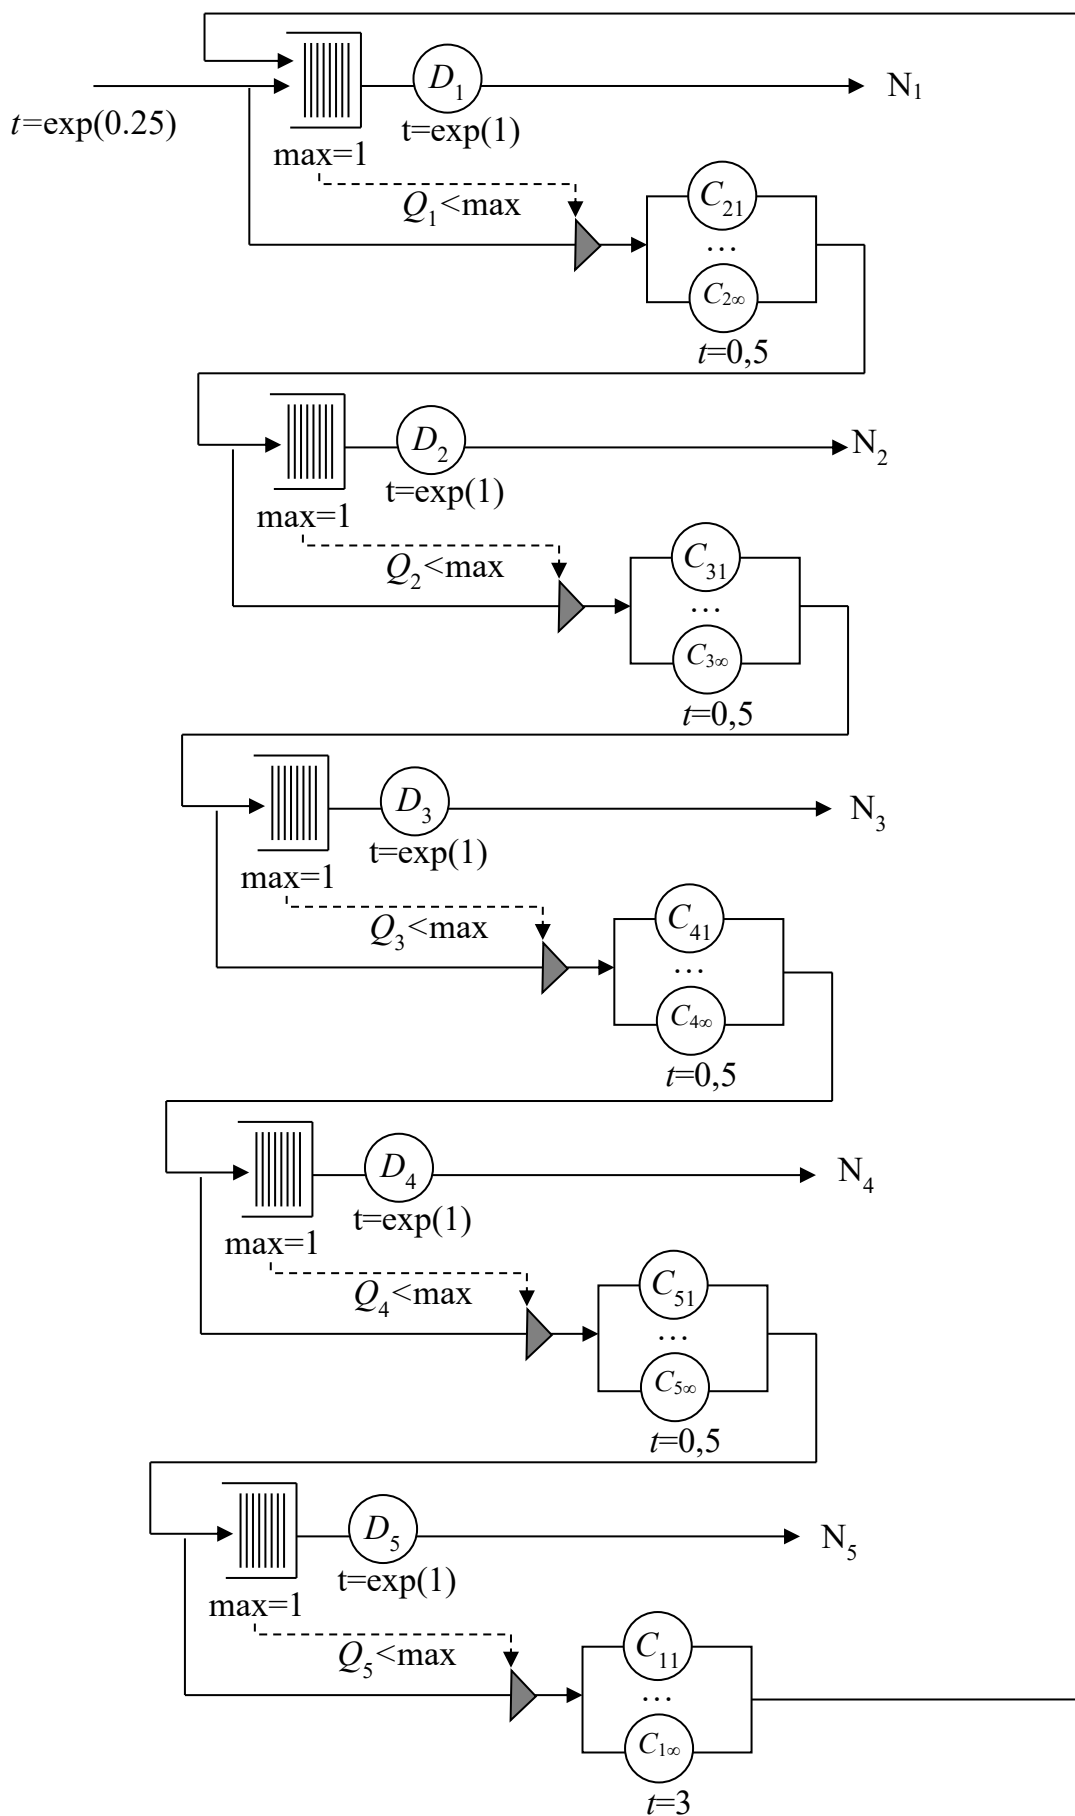 D₁
N₁
t=exp(0.25)
t=exp(1)
max=1
Q₁<max
C₂₁
...
C₂∞
t=0,5
D₂
N₂
t=exp(1)
max=1
Q₂<max
C₃₁
...
C₃∞
t=0,5
D₃
N₃
t=exp(1)
max=1
Q₃<max
C₄₁
...
C₄∞
t=0,5
D₄
N₄
t=exp(1)
max=1
Q₄<max
C₅₁
...
C₅∞
t=0,5
D₅
N₅
t=exp(1)
max=1
Q₅<max
C₁₁
...
C₁∞
t=3